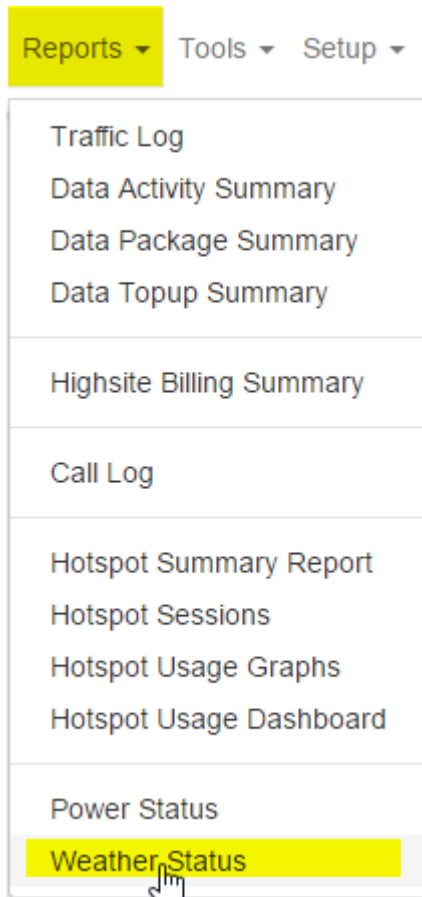 Reports Tools Setup
Traffic Log
Data Activity Summary
Data Package Summary
Data Topup Summary
Highsite Billing Summary
Call Log
Hotspot Summary Report
Hotspot Sessions
Hotspot Usage Graphs
Hotspot Usage Dashboard
Power Status
Weather Status